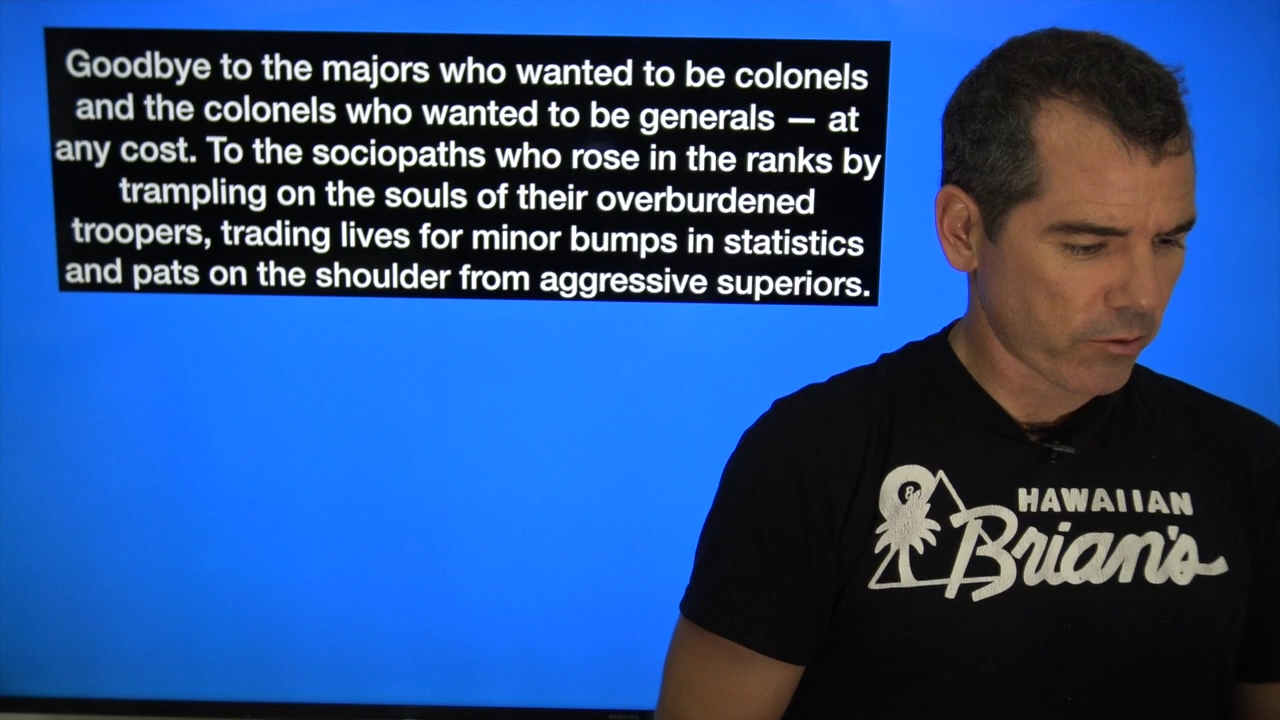 Goodbye to the majors who wanted to be colonels
and the colonels who wanted to be generals — at
any cost. To the sociopaths who rose in the ranks by
trampling on the souls of their overburdened
troopers, trading lives for minor bumps in statistics
and pats on the shoulder from aggressive superiors.
8
HAWAIIAN
Brian's